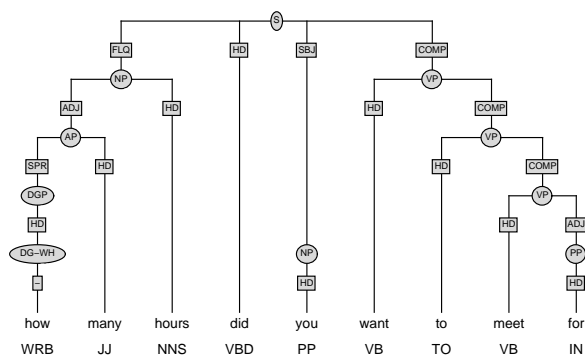 S
FLQ HD SBJ COMP
NP VP
ADJ HD HD COMP
AP VP
SPR HD HD COMP
DGP VP
HD HD ADJ
DG–WH NP PP
– HD HD
how many hours did you want to meet for
WRB JJ NNS VBD PP VB TO VB IN